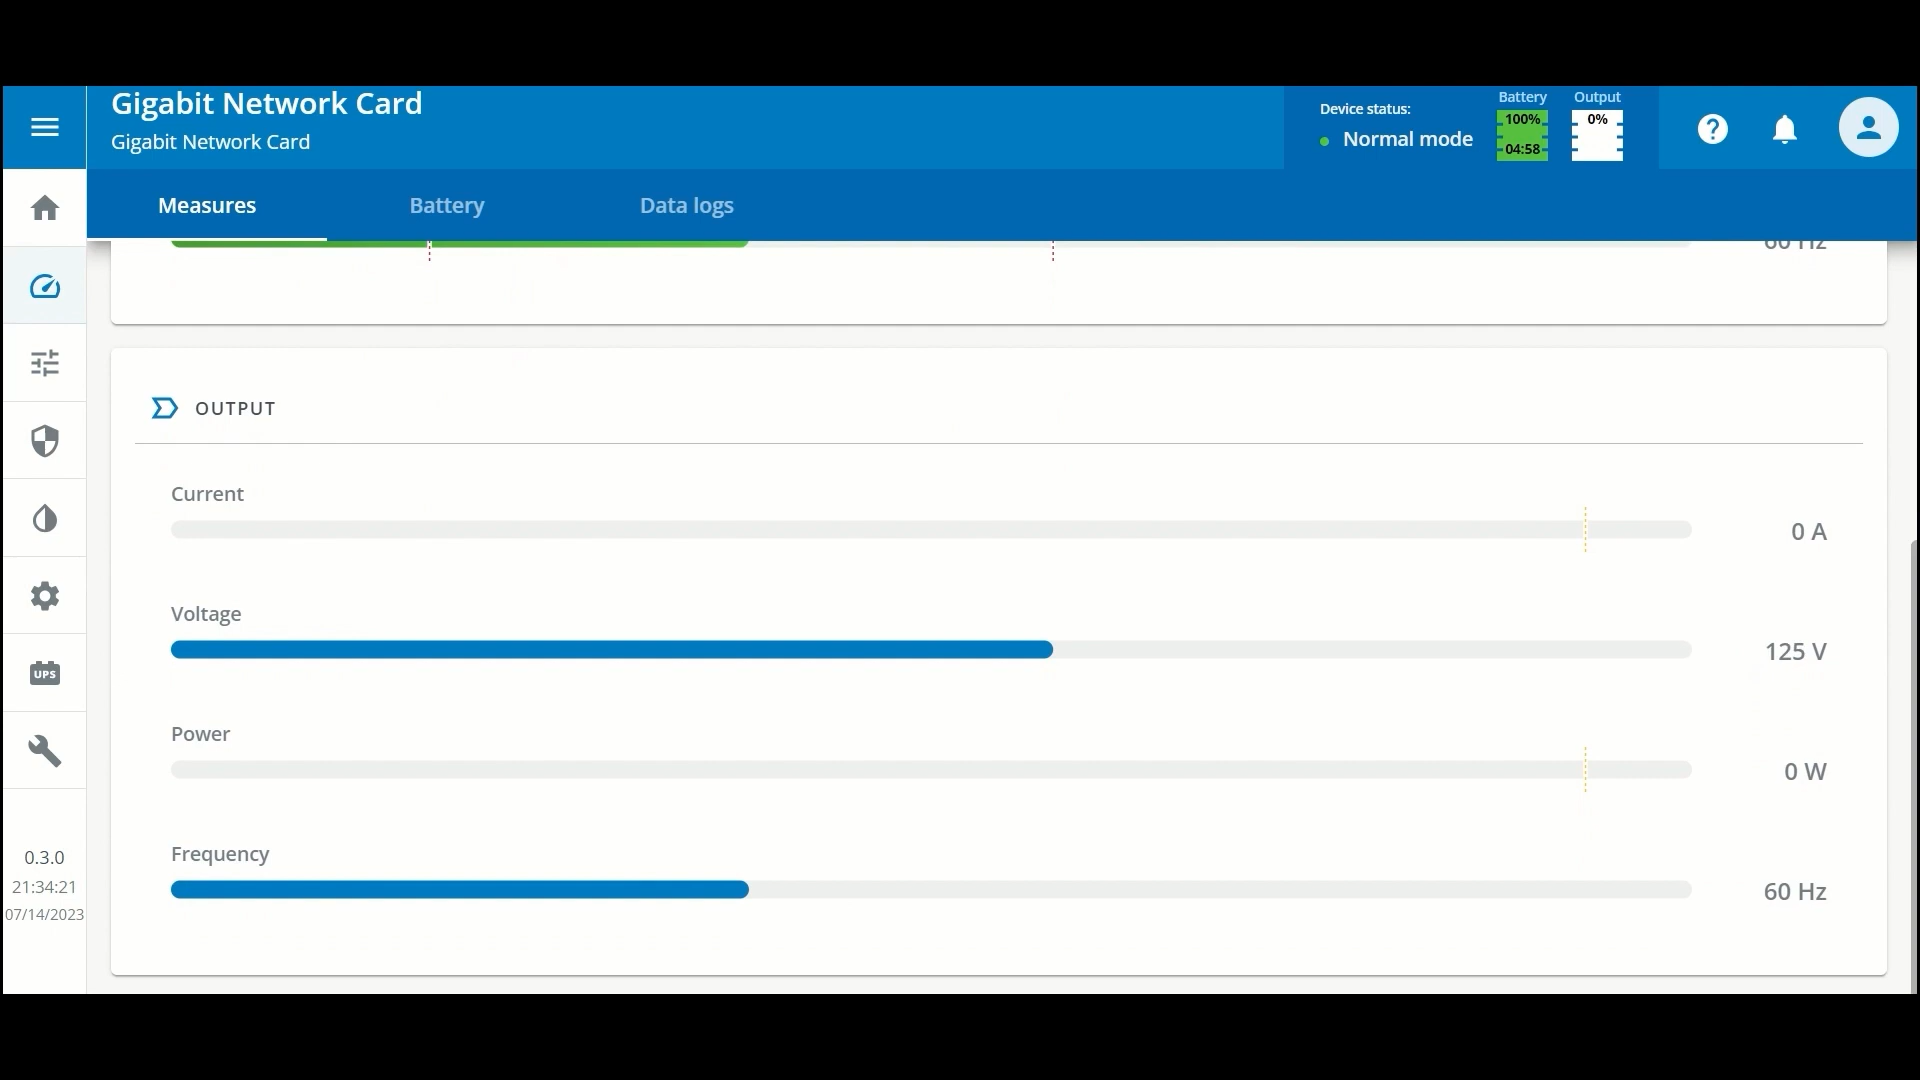 Gigabit Network Card
Gigabit Network Card
Device status:
Normal mode
Battery
100%
04:58
Output
0%
Measures
Battery
Data logs
60 Hz
OUTPUT
Current
0 A
Voltage
125 V
Power
0 W
Frequency
60 Hz
UPS
0.3.0
21:34:21
07/14/2023